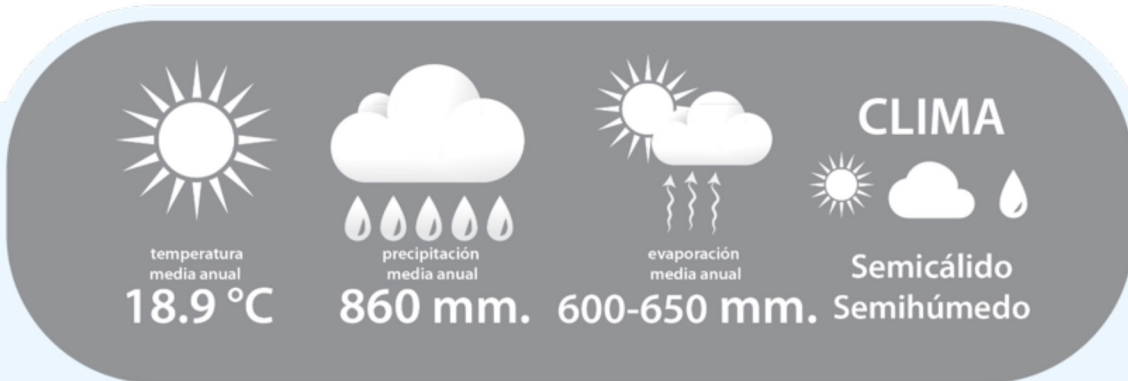 temperatura
media anual
18.9 °C
precipitación
media anual
860 mm.
evaporación
media anual
600-650 mm.
CLIMA
Semicálido
Semihúmedo